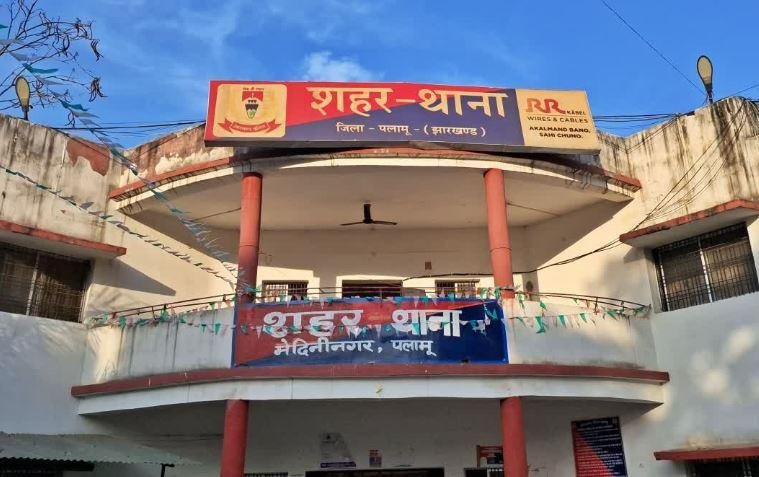 शहर-थाना
जिला - पलामू - (झारखण्ड)
RR KABEL
WIRES & CABLES
AKALMAND BANO.
SAHI CHUNO.
शहर थाना
मेदिनीनगर, पलामू